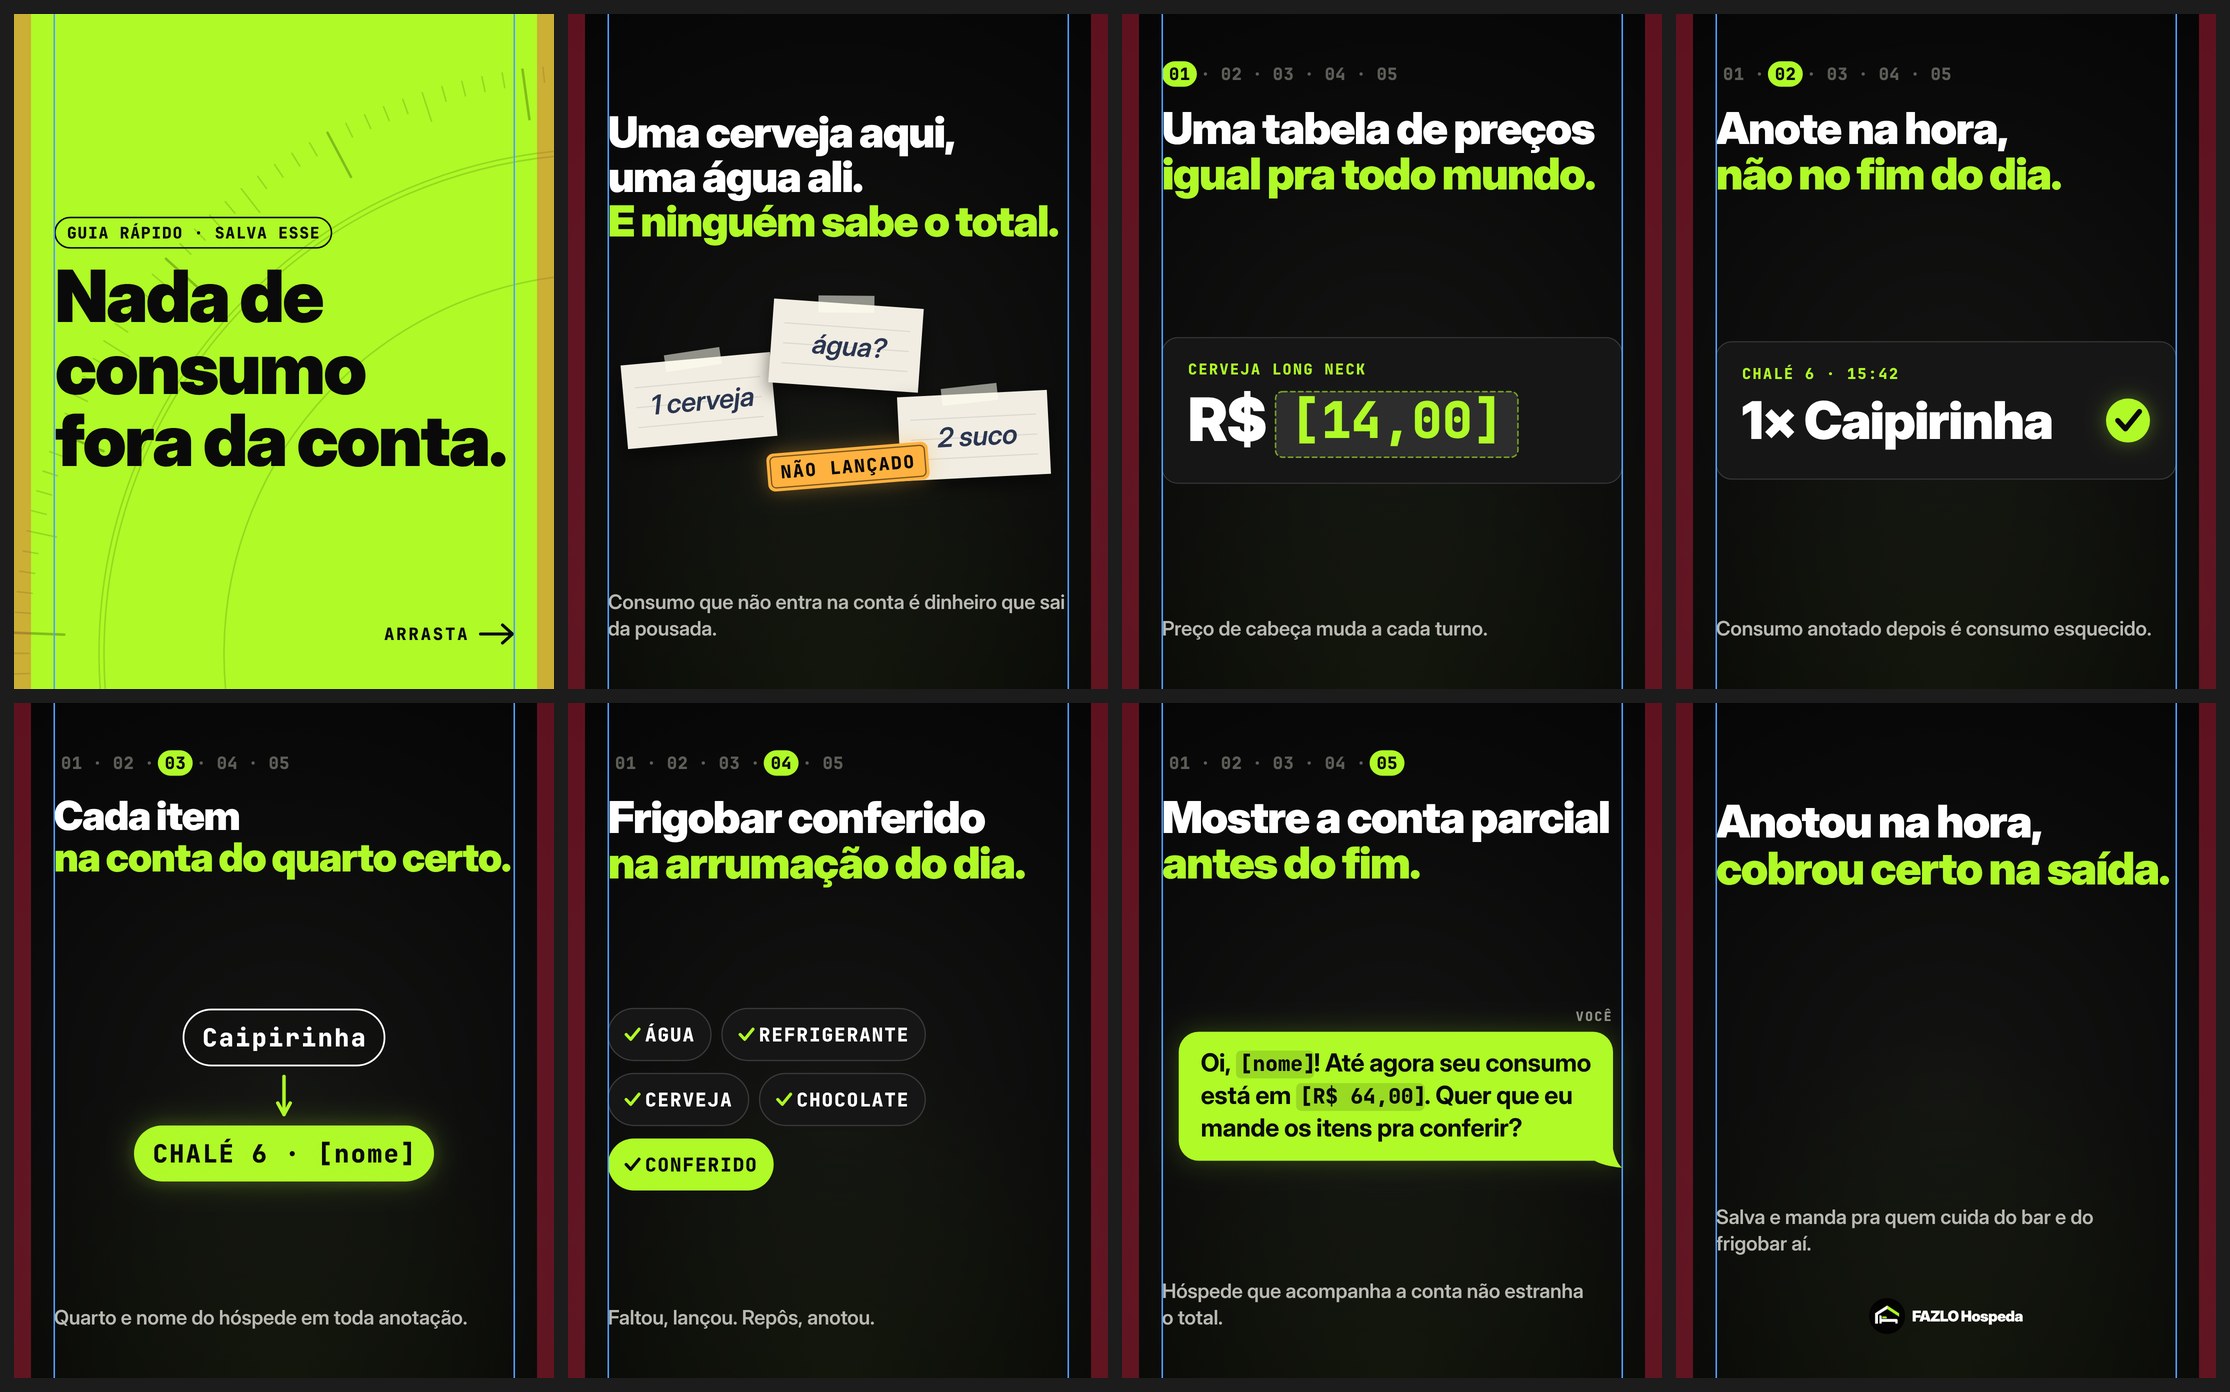 GUIA RÁPIDO · SALVA ESSE
Nada de
consumo
fora da conta.
ARRASTA
Uma cerveja aqui,
uma água ali.
E ninguém sabe o total.
água?
1 cerveja
2 suco
NÃO LANÇADO
Consumo que não entra na conta é dinheiro que sai
da pousada.
01 · 02 · 03 · 04 · 05
Uma tabela de preços
igual pra todo mundo.
CERVEJA LONG NECK
R$ [14,00]
Preço de cabeça muda a cada turno.
01 · 02 · 03 · 04 · 05
Anote na hora,
não no fim do dia.
CHALÉ 6 · 15:42
1× Caipirinha
Consumo anotado depois é consumo esquecido.
01 · 02 · 03 · 04 · 05
Cada item
na conta do quarto certo.
Caipirinha
CHALÉ 6 · [nome]
Quarto e nome do hóspede em toda anotação.
01 · 02 · 03 · 04 · 05
Frigobar conferido
na arrumação do dia.
ÁGUA
REFRIGERANTE
CERVEJA
CHOCOLATE
CONFERIDO
Faltou, lançou. Repôs, anotou.
01 · 02 · 03 · 04 · 05
Mostre a conta parcial
antes do fim.
VOCÊ
Oi, [nome]! Até agora seu consumo
está em [R$ 64,00]. Quer que eu
mande os itens pra conferir?
Hóspede que acompanha a conta não estranha
o total.
Anotou na hora,
cobrou certo na saída.
Salva e manda pra quem cuida do bar e do
frigobar aí.
FAZLO Hospeda